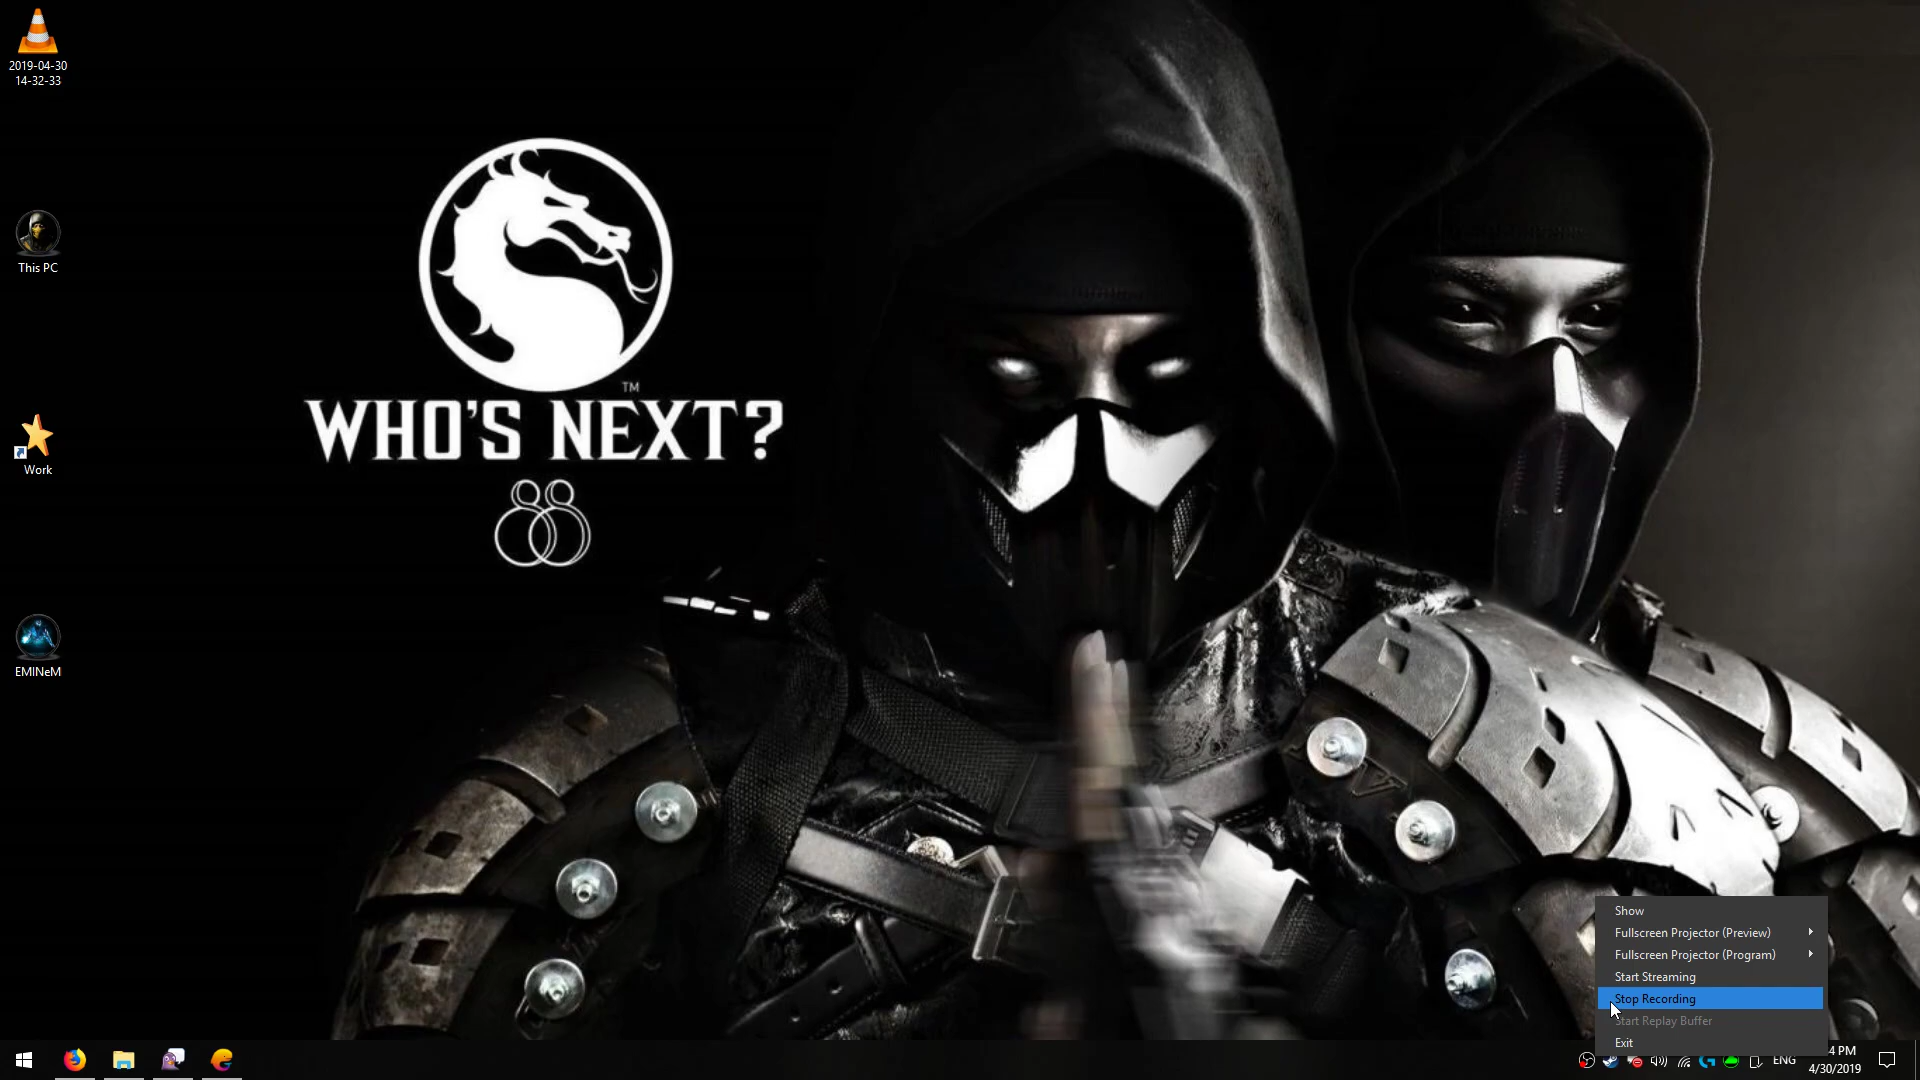 2019-04-30
14-32-33
This PC
Work
EMINeM
TM
WHO'S NEXT?
Show
Fullscreen Projector (Preview)
Fullscreen Projector (Program)
Start Streaming
Stop Recording
Start Replay Buffer
Exit
ENG
4 PM
4/30/2019